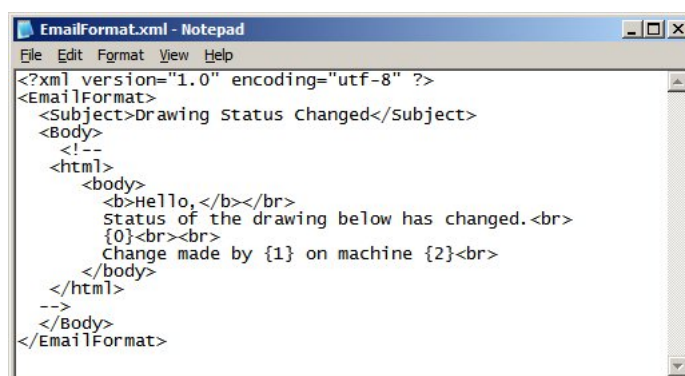 EmailFormat.xml - Notepad
File Edit Format View Help
<?xml version="1.0" encoding="utf-8" ?>
<EmailFormat>
  <Subject>Drawing Status Changed</Subject>
  <Body>
    <!--
   <html>
      <body>
        <b>Hello,</b></br>
        Status of the drawing below has changed.<br>
        {0}<br><br>
        Change made by {1} on machine {2}<br>
      </body>
   </html>
  -->
  </Body>
</EmailFormat>